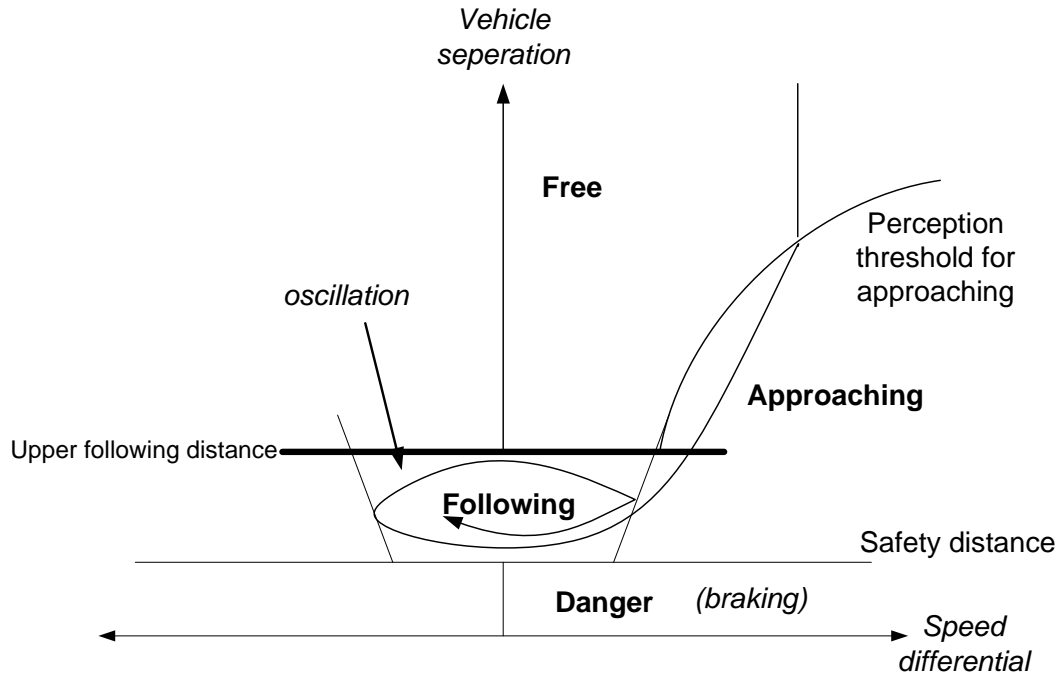 Vehicle
seperation
Free
Perception
threshold for
approaching
oscillation
Approaching
Upper following distance
Following
Safety distance
Danger (braking)
Speed
differential